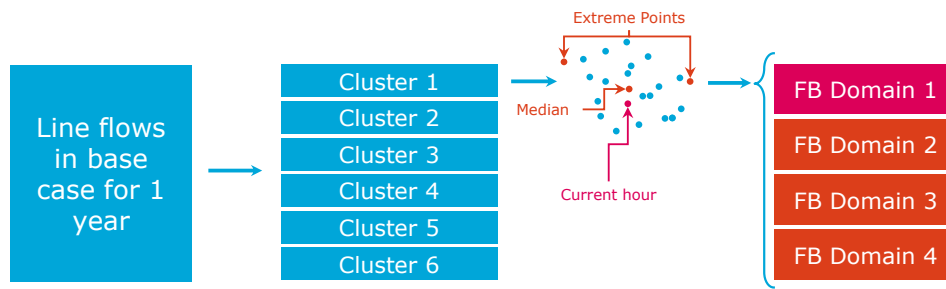 Line flows
in base
case for 1
year
Cluster 1
Cluster 2
Cluster 3
Cluster 4
Cluster 5
Cluster 6
Extreme Points
Median
Current hour
FB Domain 1
FB Domain 2
FB Domain 3
FB Domain 4